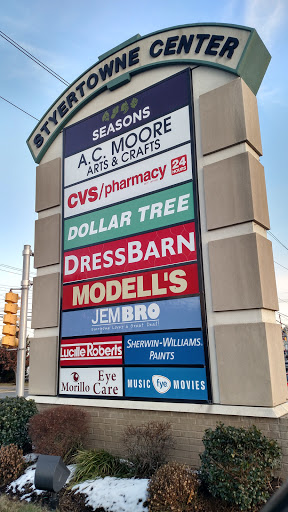 STYERTOWNE CENTER
SEASONS
A.C. MOORE
ARTS & CRAFTS
CVS/pharmacy 24 HOURS
DOLLAR TREE
DRESSBARN
MODELL'S
JEMBRO
Everyone Loves a Great Deal!
Lucille Roberts
SHERWIN-WILLIAMS.
PAINTS
Morillo Eye Care
MUSIC fye MOVIES